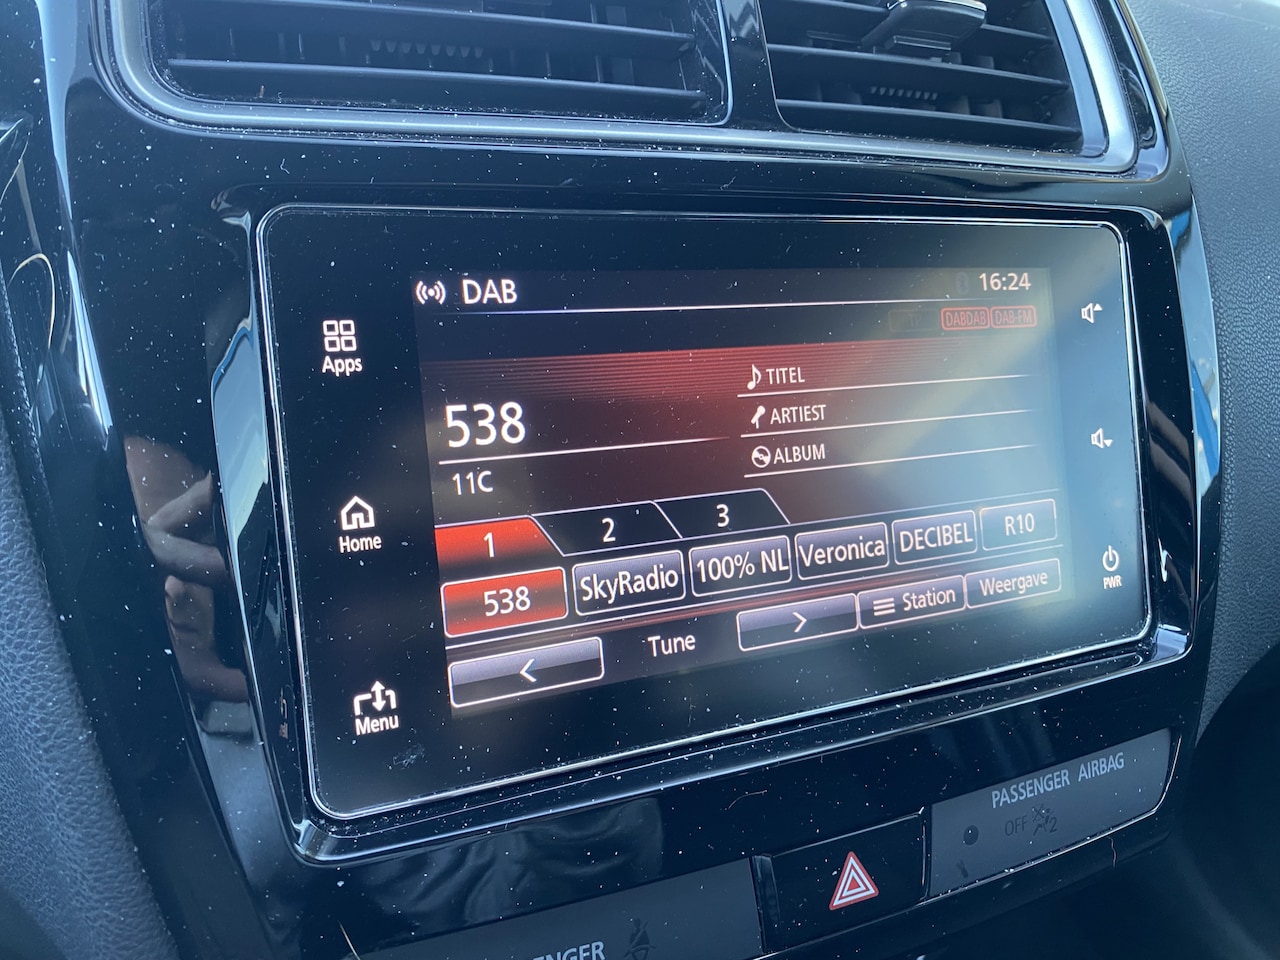 DAB
16:24
DABDAB DAB-FM
Apps
TITEL
538
ARTIEST
ALBUM
11C
Home
1 2 3
538 SkyRadio 100% NL Veronica DECIBEL R10
< Tune > Station Weergave
PWR
Menu
PASSENGER AIRBAG
OFF 2